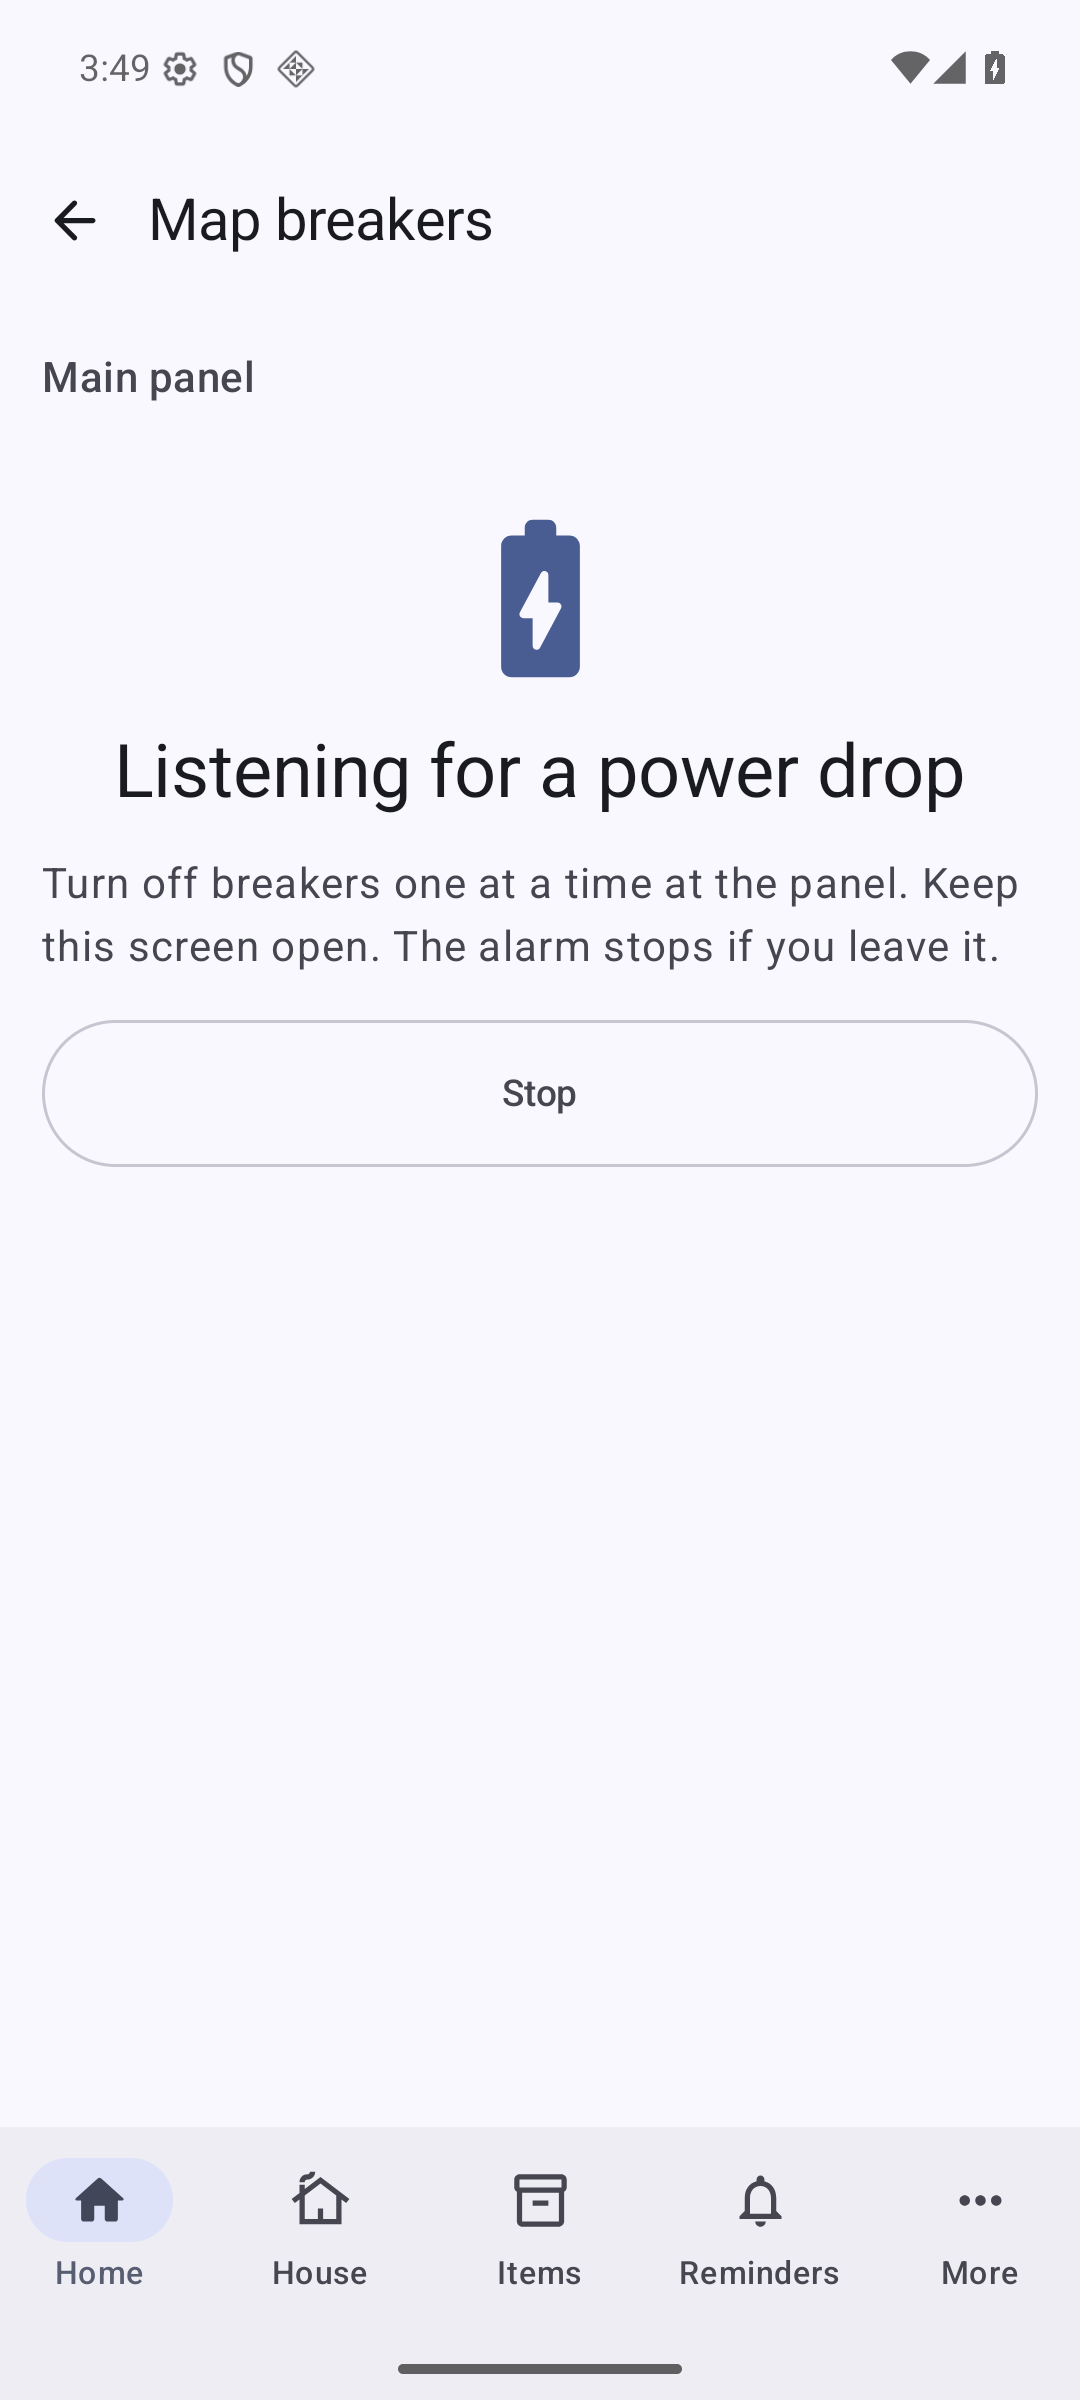 3:49
Map breakers
Main panel
Listening for a power drop
Turn off breakers one at a time at the panel. Keep
this screen open. The alarm stops if you leave it.
Stop
Home
House
Items
Reminders
More